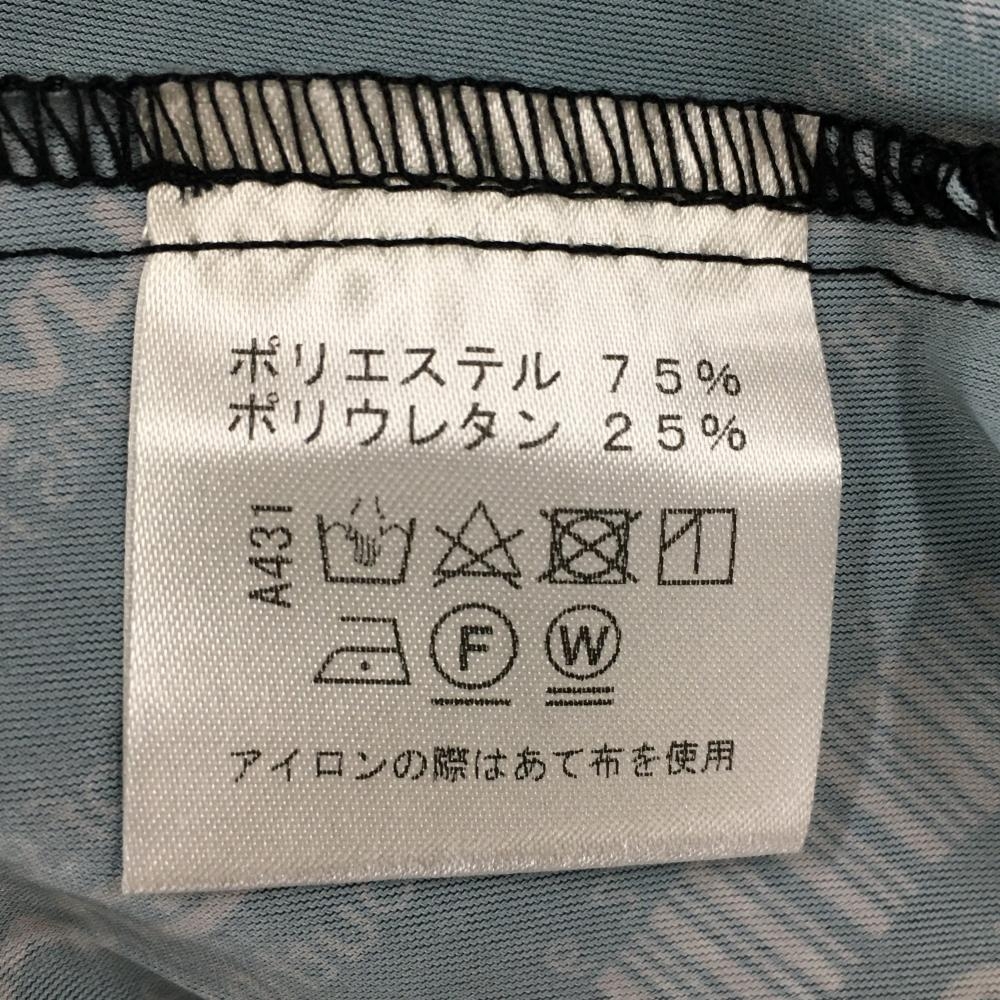 ポリエステル 75%
ポリウレタン 25%
A431
F W
アイロンの際はあて布を使用